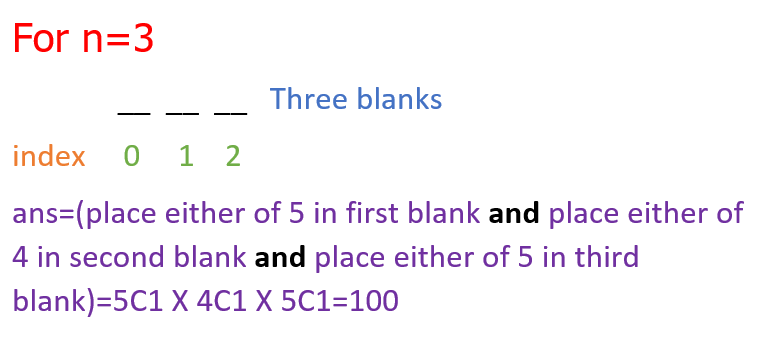 For n=3
__ __ __ Three blanks
index 0 1 2
ans=(place either of 5 in first blank and place either of
4 in second blank and place either of 5 in third
blank)=5C1 X 4C1 X 5C1=100